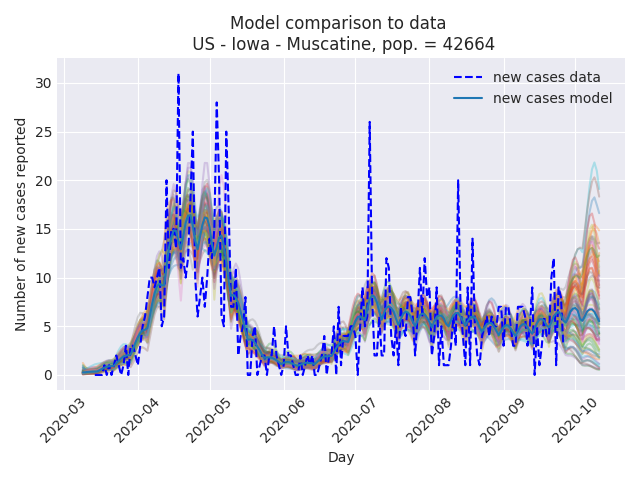 Model comparison to data
US - Iowa - Muscatine, pop. = 42664
new cases data
new cases model
Number of new cases reported
30
25
20
15
10
5
0
2020-03
2020-04
2020-05
2020-06
2020-07
2020-08
2020-09
2020-10
Day